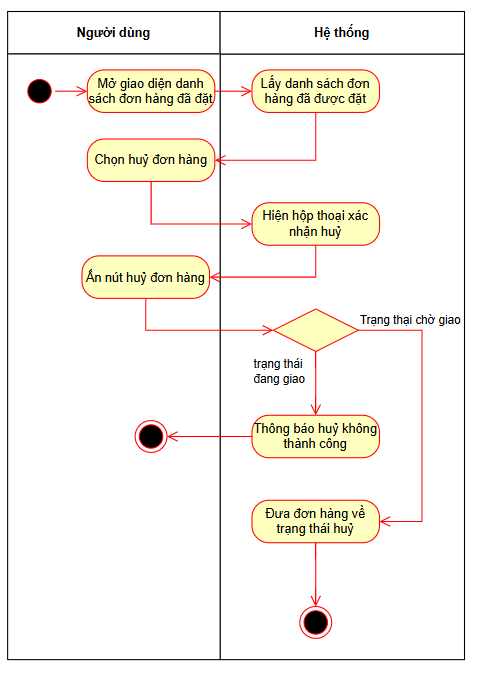 Người dùng
Hệ thống
Mở giao diện danh
sách đơn hàng đã đặt
Lấy danh sách đơn
hàng đã được đặt
Chọn huỷ đơn hàng
Hiện hộp thoại xác
nhận huỷ
Ấn nút huỷ đơn hàng
Trạng thại chờ giao
trạng thái
đang giao
Thông báo huỷ không
thành công
Đưa đơn hàng về
trạng thái huỷ